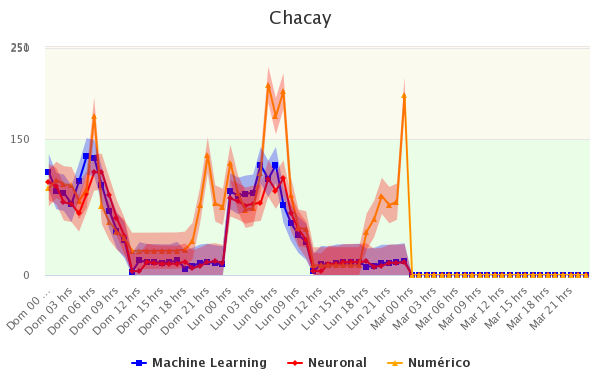 Chacay
150
0
Dom 00 ...
Dom 03 hrs
Dom 06 hrs
Dom 09 hrs
Dom 12 hrs
Dom 15 hrs
Dom 18 hrs
Dom 21 hrs
Lun 00 hrs
Lun 03 hrs
Lun 06 hrs
Lun 09 hrs
Lun 12 hrs
Lun 15 hrs
Lun 18 hrs
Lun 21 hrs
Mar 00 hrs
Mar 03 hrs
Mar 06 hrs
Mar 09 hrs
Mar 12 hrs
Mar 15 hrs
Mar 18 hrs
Mar 21 hrs
Machine Learning Neuronal Numérico